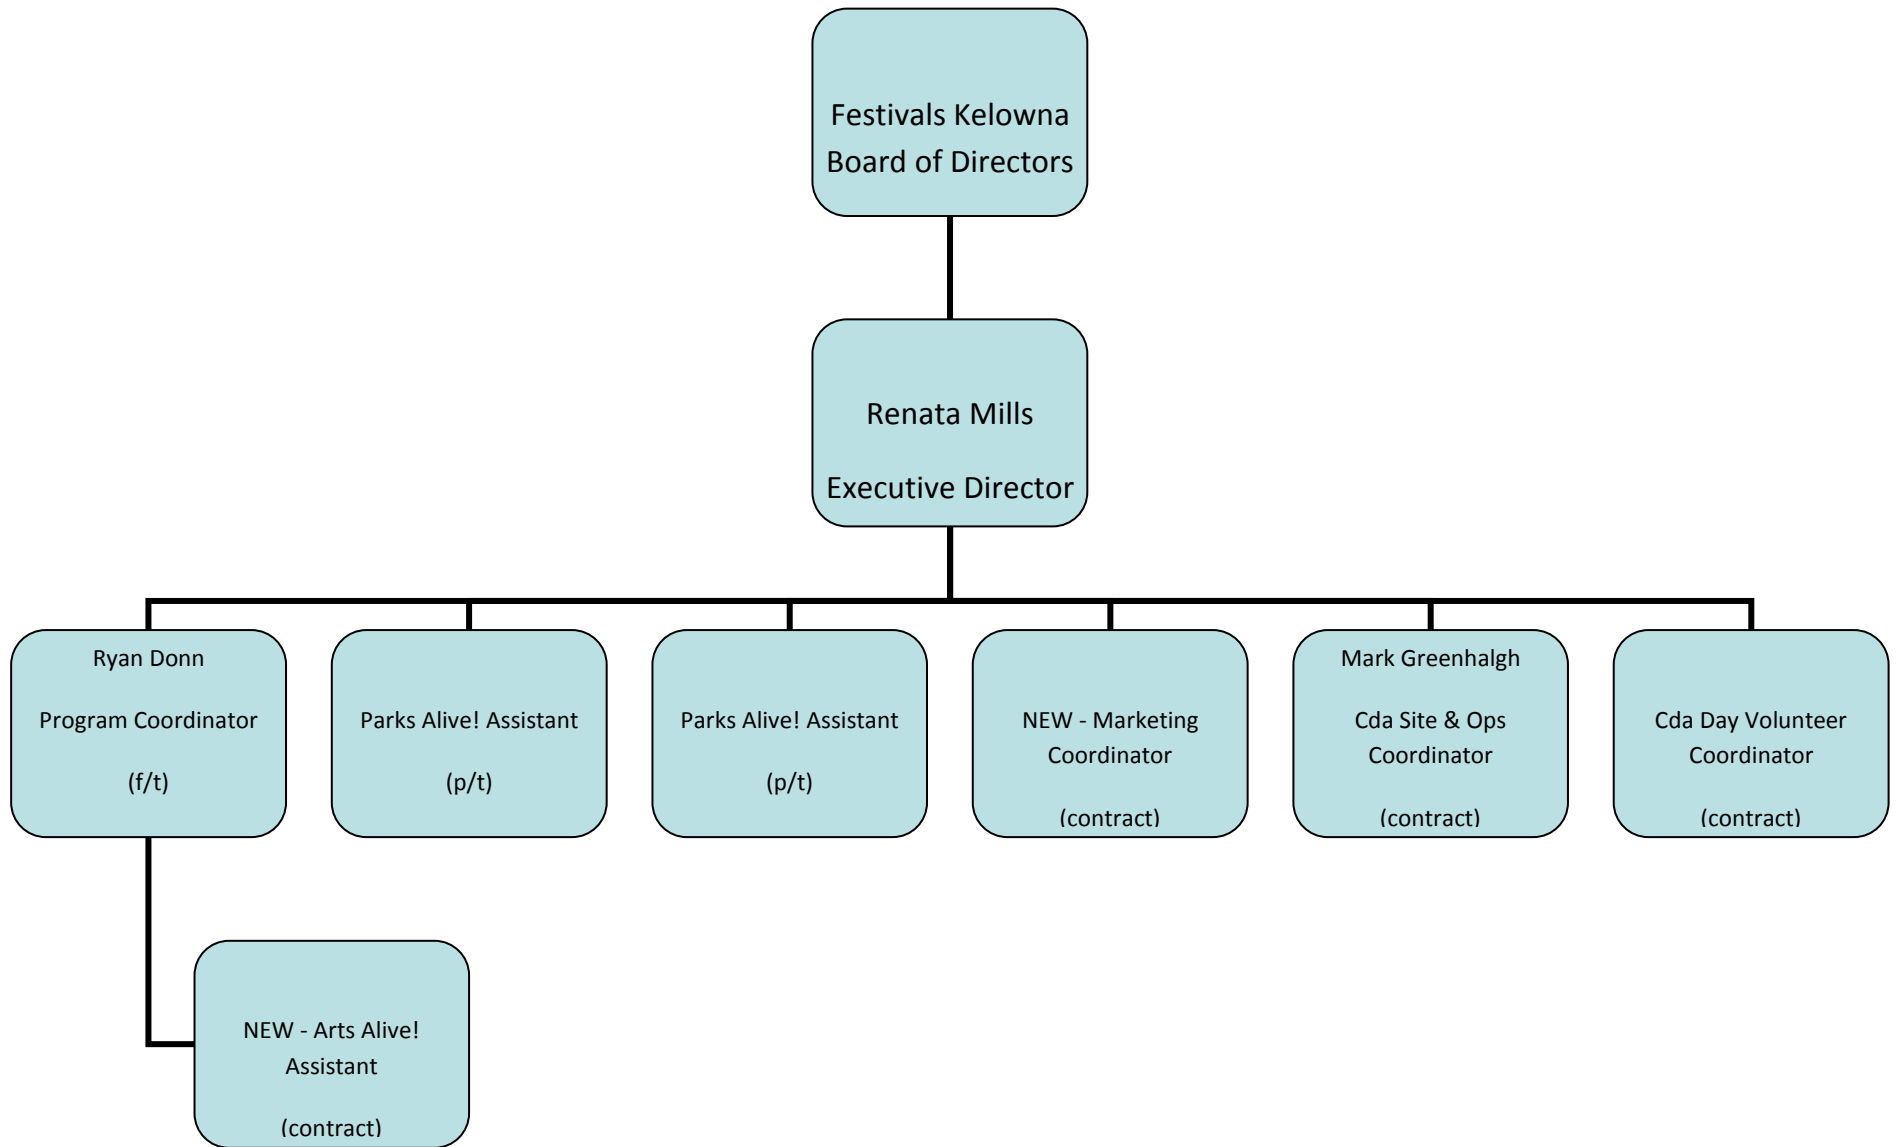 Festivals Kelowna
Board of Directors
Renata Mills
Executive Director
Ryan Donn
Program Coordinator
(f/t)
Parks Alive! Assistant
(p/t)
Parks Alive! Assistant
(p/t)
NEW - Marketing
Coordinator
(contract)
Mark Greenhalgh
Cda Site & Ops
Coordinator
(contract)
Cda Day Volunteer
Coordinator
(contract)
NEW - Arts Alive!
Assistant
(contract)